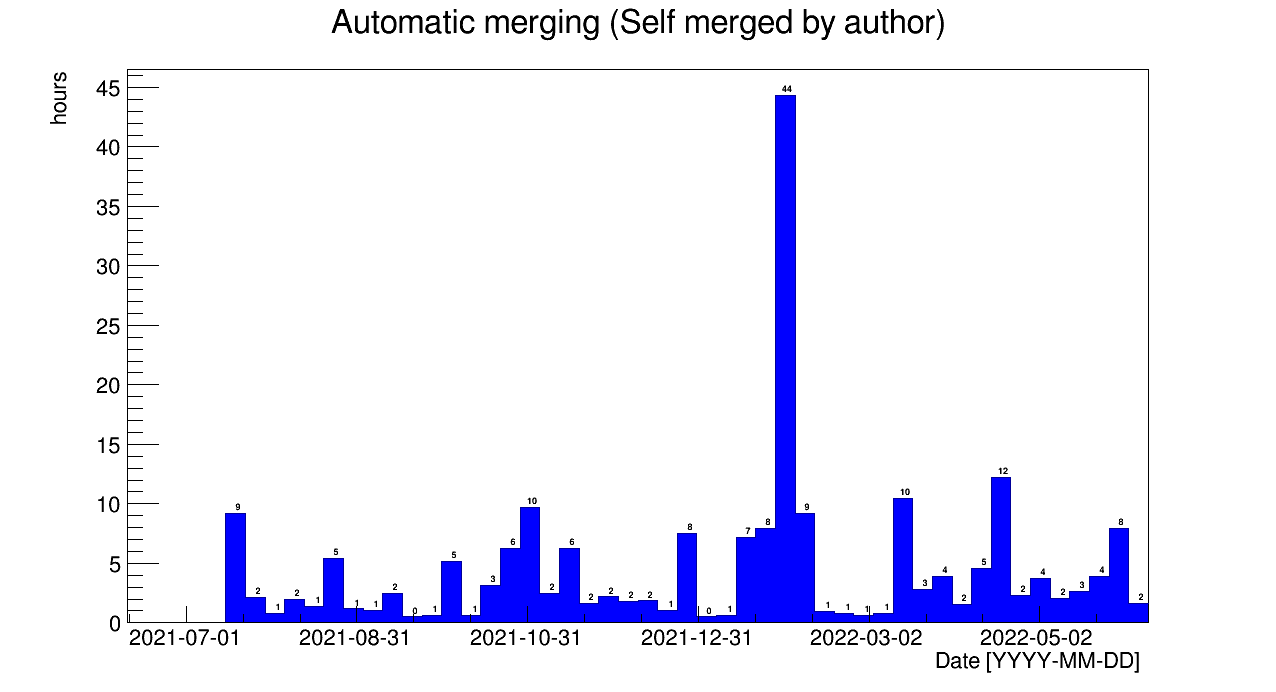 Automatic merging (Self merged by author)
hours
45
40
35
30
25
20
15
10
5
0
9 2 1 2 1 5 1 1 2 0 1 5 1 3 6 10 2 6 2 2 2 2 1 8 0 1 7 8 44 9 1 1 1 1 10 3 4 2 5 12 2 4 2 3 4 8 2
2021-07-01 2021-08-31 2021-10-31 2021-12-31 2022-03-02 2022-05-02
Date [YYYY-MM-DD]